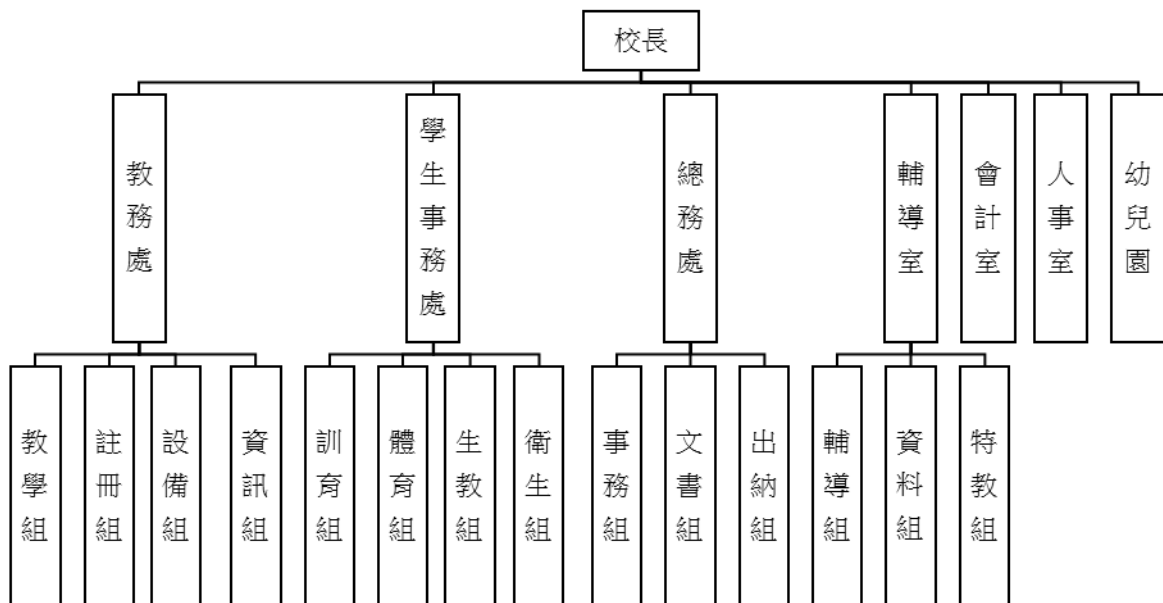 校長
教務處
學生事務處
總務處
輔導室
會計室
人事室
幼兒園
教學組
註冊組
設備組
資訊組
訓育組
體育組
生教組
衛生組
事務組
文書組
出納組
輔導組
資料組
特教組